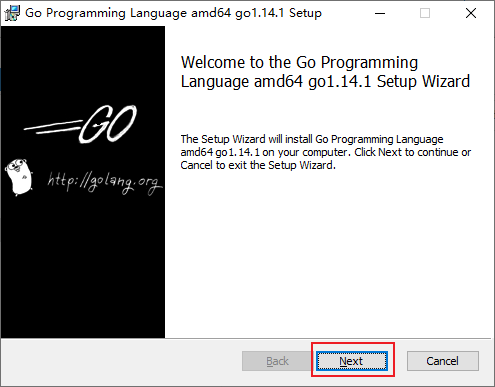 Go Programming Language amd64 go1.14.1 Setup
Welcome to the Go Programming
Language amd64 go1.14.1 Setup Wizard
The Setup Wizard will install Go Programming Language
amd64 go1.14.1 on your computer. Click Next to continue or
Cancel to exit the Setup Wizard.
GO
http://golang.org
Back
Next
Cancel